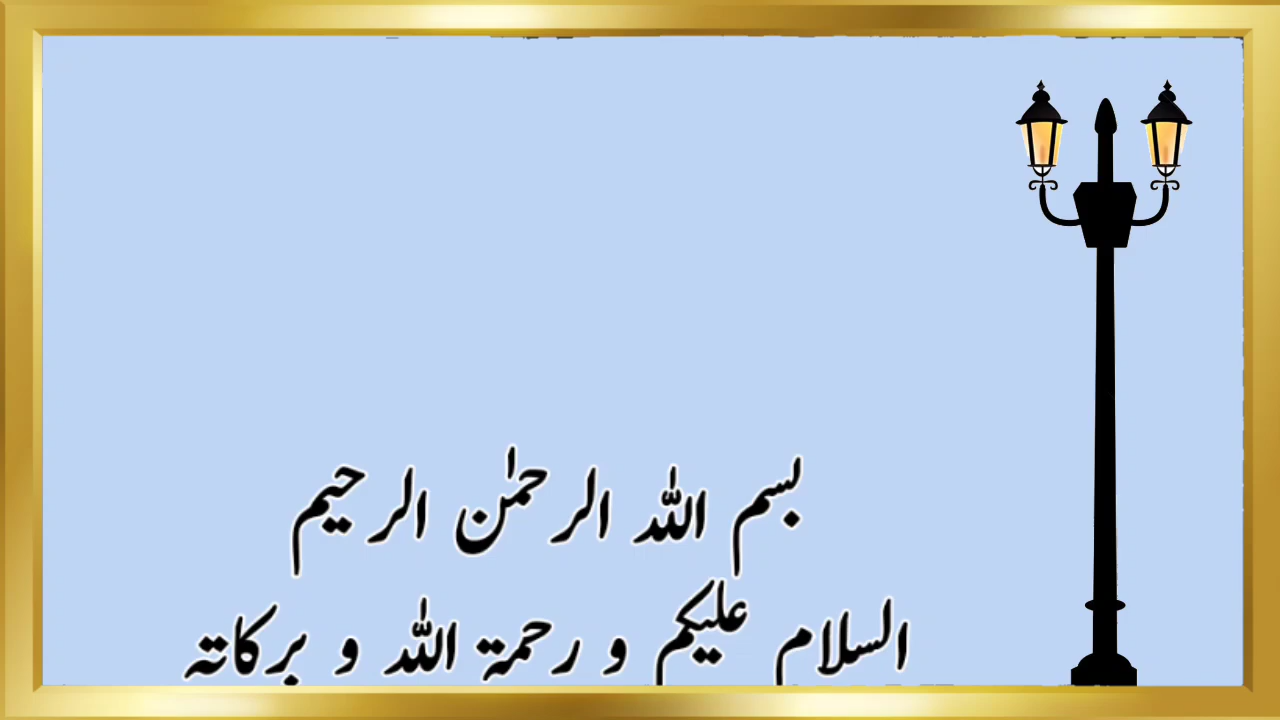 بسم اللہ الرحمٰن الرحیم
السلام علیکم و رحمۃ اللہ و برکاتہ